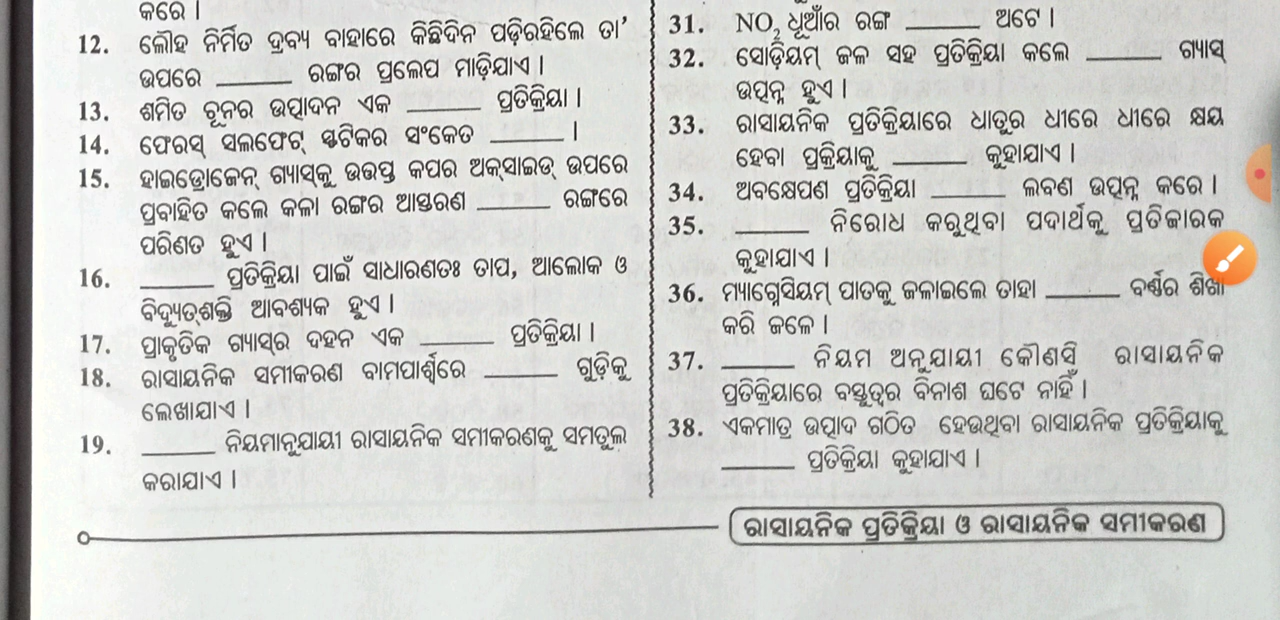 କରେ ।
12. ଲୌହ ନିର୍ମିତ ଦ୍ରବ୍ୟ ବାହାରେ କିଛିଦିନ ପଡ଼ିରହିଲେ ତା'
ଉପରେ ______ ରଙ୍ଗର ପ୍ରଲେପ ମାଡ଼ିଯାଏ ।
13. ଶମିତ ଚୂନର ଉତ୍ପାଦନ ଏକ ______ ପ୍ରତିକ୍ରିୟା ।
14. ଫେରସ୍ ସଲଫେଟ୍ ସ୍ଫଟିକର ସଂକେତ ______ ।
15. ହାଇଡ୍ରୋଜେନ୍ ଗ୍ୟାସ୍‌କୁ ଉତ୍ତପ୍ତ କପର ଅକ୍‌ସାଇଡ୍ ଉପରେ
ପ୍ରବାହିତ କଲେ କଳା ରଙ୍ଗର ଆସ୍ତରଣ ______ ରଙ୍ଗରେ
ପରିଣତ ହୁଏ ।
16. ______ ପ୍ରତିକ୍ରିୟା ପାଇଁ ସାଧାରଣତଃ ତାପ, ଆଲୋକ ଓ
ବିଦ୍ୟୁତ୍‌ଶକ୍ତି ଆବଶ୍ୟକ ହୁଏ ।
17. ପ୍ରାକୃତିକ ଗ୍ୟାସ୍‌ର ଦହନ ଏକ ______ ପ୍ରତିକ୍ରିୟା ।
18. ରାସାୟନିକ ସମୀକରଣ ବାମପାର୍ଶ୍ୱରେ ______ ଗୁଡ଼ିକୁ
ଲେଖାଯାଏ ।
19. ______ ନିୟମାନୁଯାୟୀ ରାସାୟନିକ ସମୀକରଣକୁ ସମତୁଲ
କରାଯାଏ ।
31. NO₂ ଧୂଆଁର ରଙ୍ଗ ______ ଅଟେ ।
32. ସୋଡ଼ିୟମ୍ ଜଳ ସହ ପ୍ରତିକ୍ରିୟା କଲେ ______ ଗ୍ୟାସ୍
ଉତ୍ପନ୍ନ ହୁଏ ।
33. ରାସାୟନିକ ପ୍ରତିକ୍ରିୟାରେ ଧାତୁର ଧୀରେ ଧୀରେ କ୍ଷୟ
ହେବା ପ୍ରକ୍ରିୟାକୁ ______ କୁହାଯାଏ ।
34. ଅବକ୍ଷେପଣ ପ୍ରତିକ୍ରିୟା ______ ଲବଣ ଉତ୍ପନ୍ନ କରେ ।
35. ______ ନିରୋଧ କରୁଥିବା ପଦାର୍ଥକୁ ପ୍ରତିକାରକ
କୁହାଯାଏ ।
36. ମ୍ୟାଗ୍ନେସିୟମ୍ ପାତକୁ ଜଳାଇଲେ ତାହା ______ ବର୍ଣ୍ଣର ଶିଖା
କରି ଜଳେ ।
37. ______ ନିୟମ ଅନୁଯାୟୀ କୌଣସି ରାସାୟନିକ
ପ୍ରତିକ୍ରିୟାରେ ବସ୍ତୁତ୍ୱର ବିନାଶ ଘଟେ ନାହିଁ ।
38. ଏକମାତ୍ର ଉତ୍ପାଦ ଗଠିତ ହେଉଥିବା ରାସାୟନିକ ପ୍ରତିକ୍ରିୟାକୁ
______ ପ୍ରତିକ୍ରିୟା କୁହାଯାଏ ।
ରାସାୟନିକ ପ୍ରତିକ୍ରିୟା ଓ ରାସାୟନିକ ସମୀକରଣ